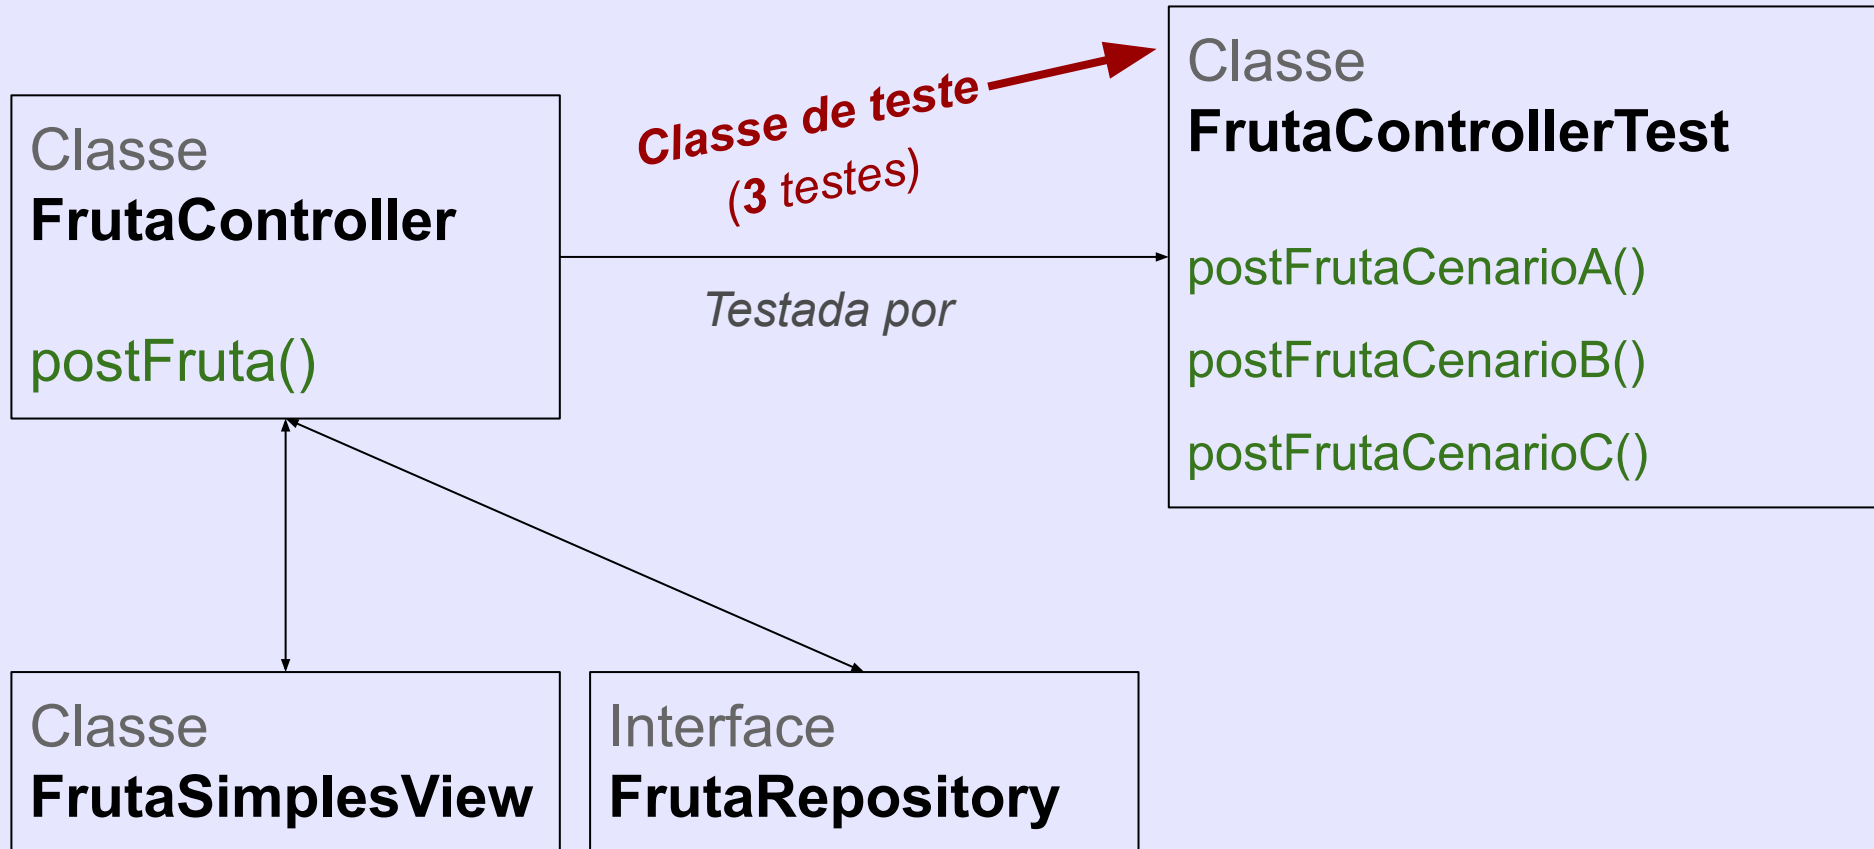 Classe
FrutaController
postFruta()
Classe de teste
(3 testes)
Testada por
Classe
FrutaControllerTest
postFrutaCenarioA()
postFrutaCenarioB()
postFrutaCenarioC()
Classe
FrutaSimplesView
Interface
FrutaRepository